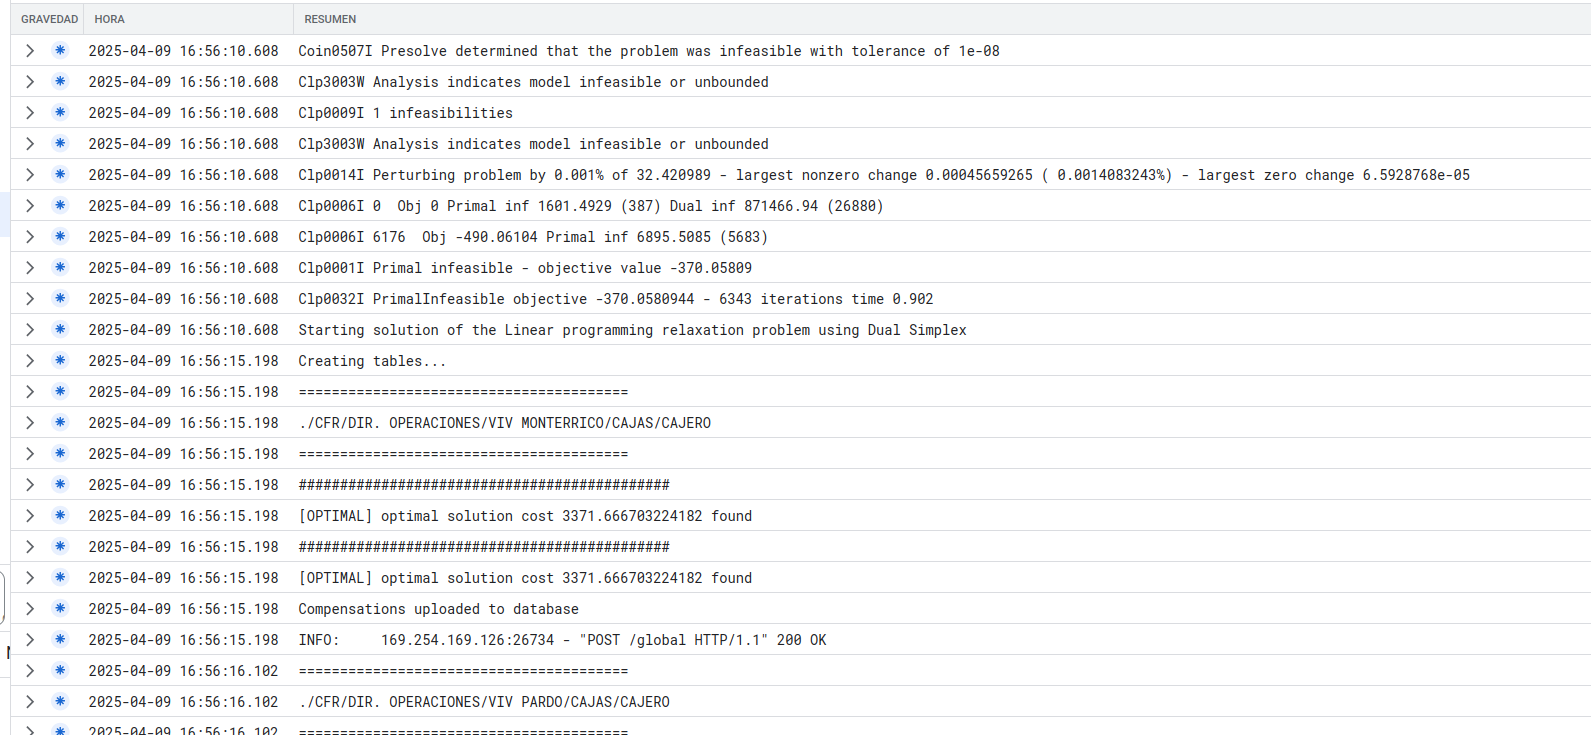 GRAVEDAD HORA RESUMEN
2025-04-09 16:56:10.608 Coin0507I Presolve determined that the problem was infeasible with tolerance of 1e-08
2025-04-09 16:56:10.608 Clp3003W Analysis indicates model infeasible or unbounded
2025-04-09 16:56:10.608 Clp0009I 1 infeasibilities
2025-04-09 16:56:10.608 Clp3003W Analysis indicates model infeasible or unbounded
2025-04-09 16:56:10.608 Clp0014I Perturbing problem by 0.001% of 32.420989 - largest nonzero change 0.00045659265 ( 0.0014083243%) - largest zero change 6.5928768e-05
2025-04-09 16:56:10.608 Clp0006I 0  Obj 0 Primal inf 1601.4929 (387) Dual inf 871466.94 (26880)
2025-04-09 16:56:10.608 Clp0006I 6176  Obj -490.06104 Primal inf 6895.5085 (5683)
2025-04-09 16:56:10.608 Clp0001I Primal infeasible - objective value -370.05809
2025-04-09 16:56:10.608 Clp0032I PrimalInfeasible objective -370.0580944 - 6343 iterations time 0.902
2025-04-09 16:56:10.608 Starting solution of the Linear programming relaxation problem using Dual Simplex
2025-04-09 16:56:15.198 Creating tables...
2025-04-09 16:56:15.198 ========================================
2025-04-09 16:56:15.198 ./CFR/DIR. OPERACIONES/VIV MONTERRICO/CAJAS/CAJERO
2025-04-09 16:56:15.198 ========================================
2025-04-09 16:56:15.198 #############################################
2025-04-09 16:56:15.198 [OPTIMAL] optimal solution cost 3371.666703224182 found
2025-04-09 16:56:15.198 #############################################
2025-04-09 16:56:15.198 [OPTIMAL] optimal solution cost 3371.666703224182 found
2025-04-09 16:56:15.198 Compensations uploaded to database
2025-04-09 16:56:15.198 INFO:     169.254.169.126:26734 - "POST /global HTTP/1.1" 200 OK
2025-04-09 16:56:16.102 ========================================
2025-04-09 16:56:16.102 ./CFR/DIR. OPERACIONES/VIV PARDO/CAJAS/CAJERO
2025-04-09 16:56:16.102 ========================================